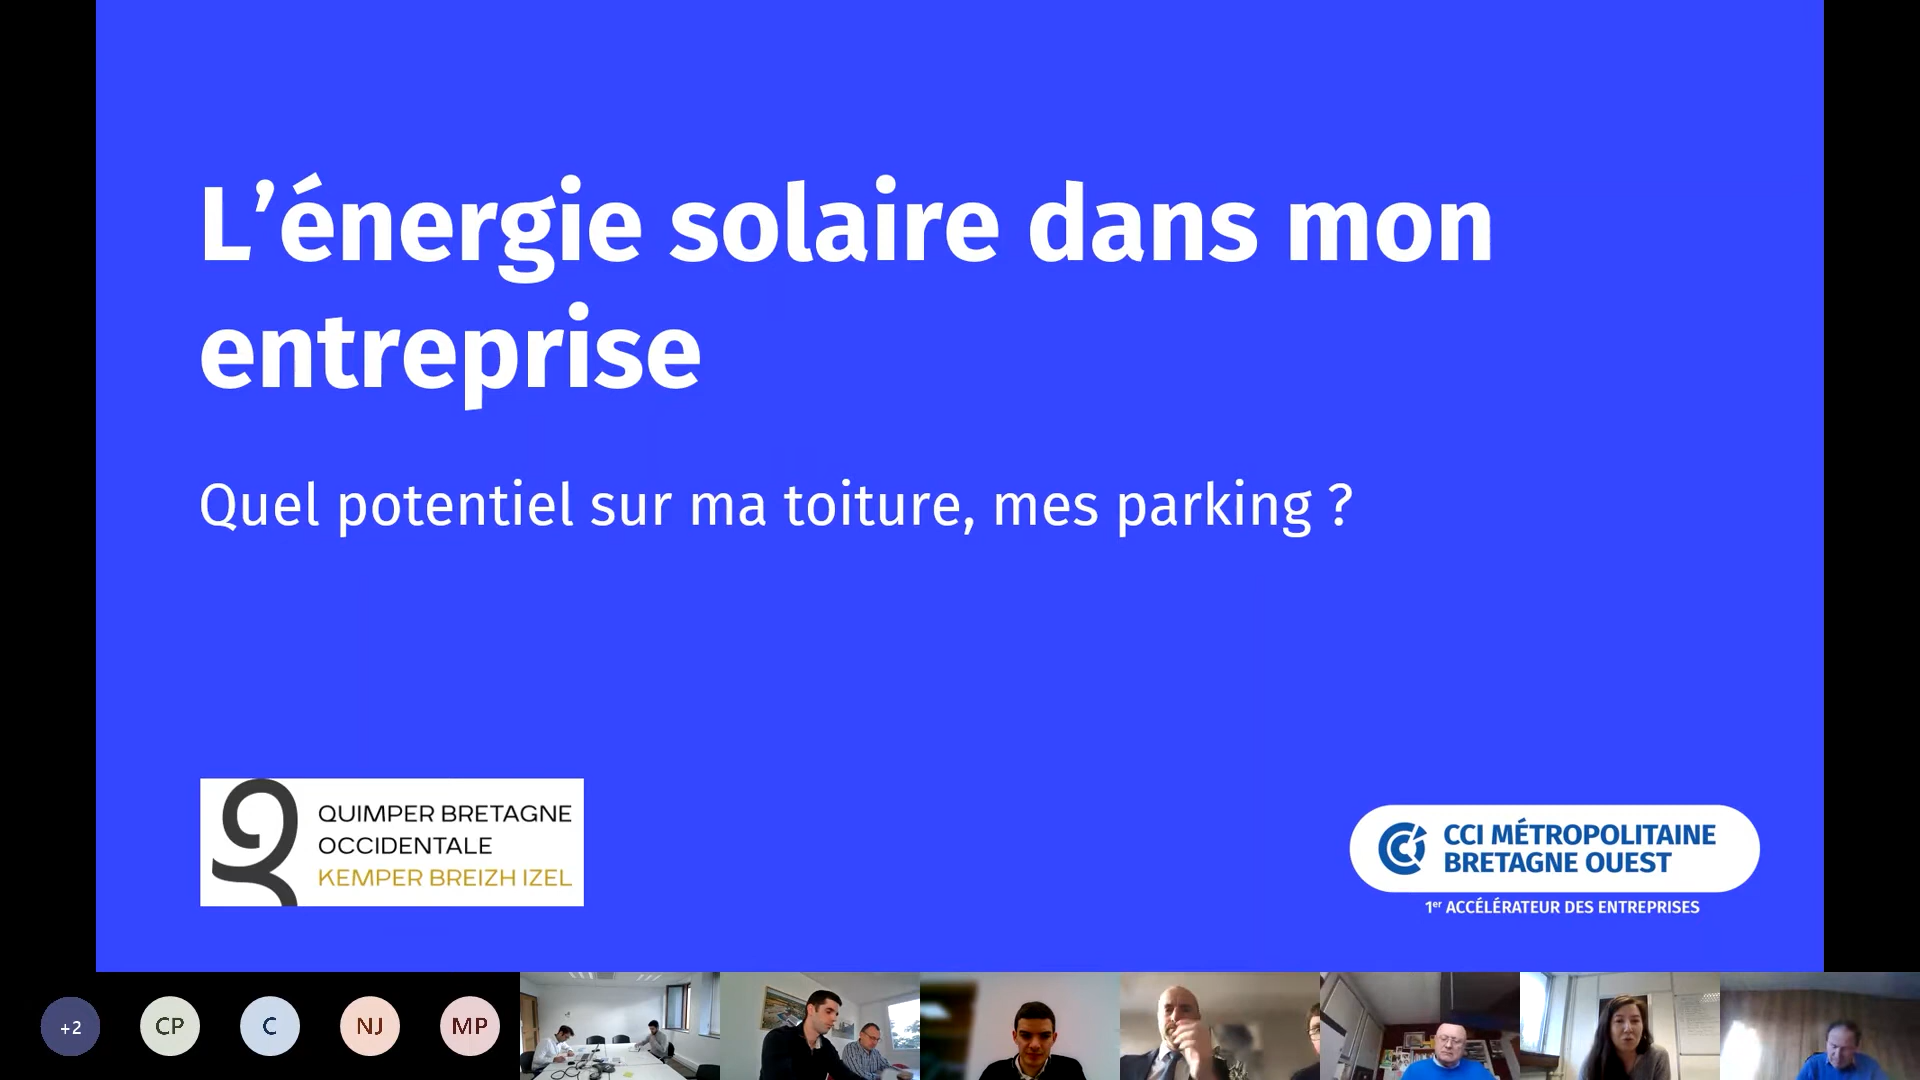 L’énergie solaire dans mon
entreprise
Quel potentiel sur ma toiture, mes parking ?
QUIMPER BRETAGNE
OCCIDENTALE
KEMPER BREIZH IZEL
CCI MÉTROPOLITAINE
BRETAGNE OUEST
1er ACCÉLÉRATEUR DES ENTREPRISES
+2
CP
C
NJ
MP